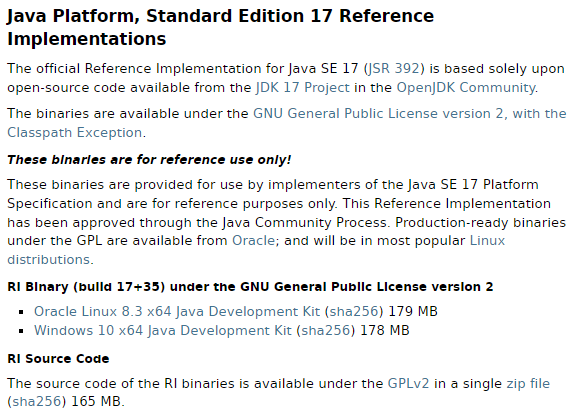 Java Platform, Standard Edition 17 Reference
Implementations
The official Reference Implementation for Java SE 17 (JSR 392) is based solely upon
open-source code available from the JDK 17 Project in the OpenJDK Community.
The binaries are available under the GNU General Public License version 2, with the
Classpath Exception.
These binaries are for reference use only!
These binaries are provided for use by implementers of the Java SE 17 Platform
Specification and are for reference purposes only. This Reference Implementation
has been approved through the Java Community Process. Production-ready binaries
under the GPL are available from Oracle; and will be in most popular Linux
distributions.
RI Binary (build 17+35) under the GNU General Public License version 2
▪ Oracle Linux 8.3 x64 Java Development Kit (sha256) 179 MB
▪ Windows 10 x64 Java Development Kit (sha256) 178 MB
RI Source Code
The source code of the RI binaries is available under the GPLv2 in a single zip file
(sha256) 165 MB.